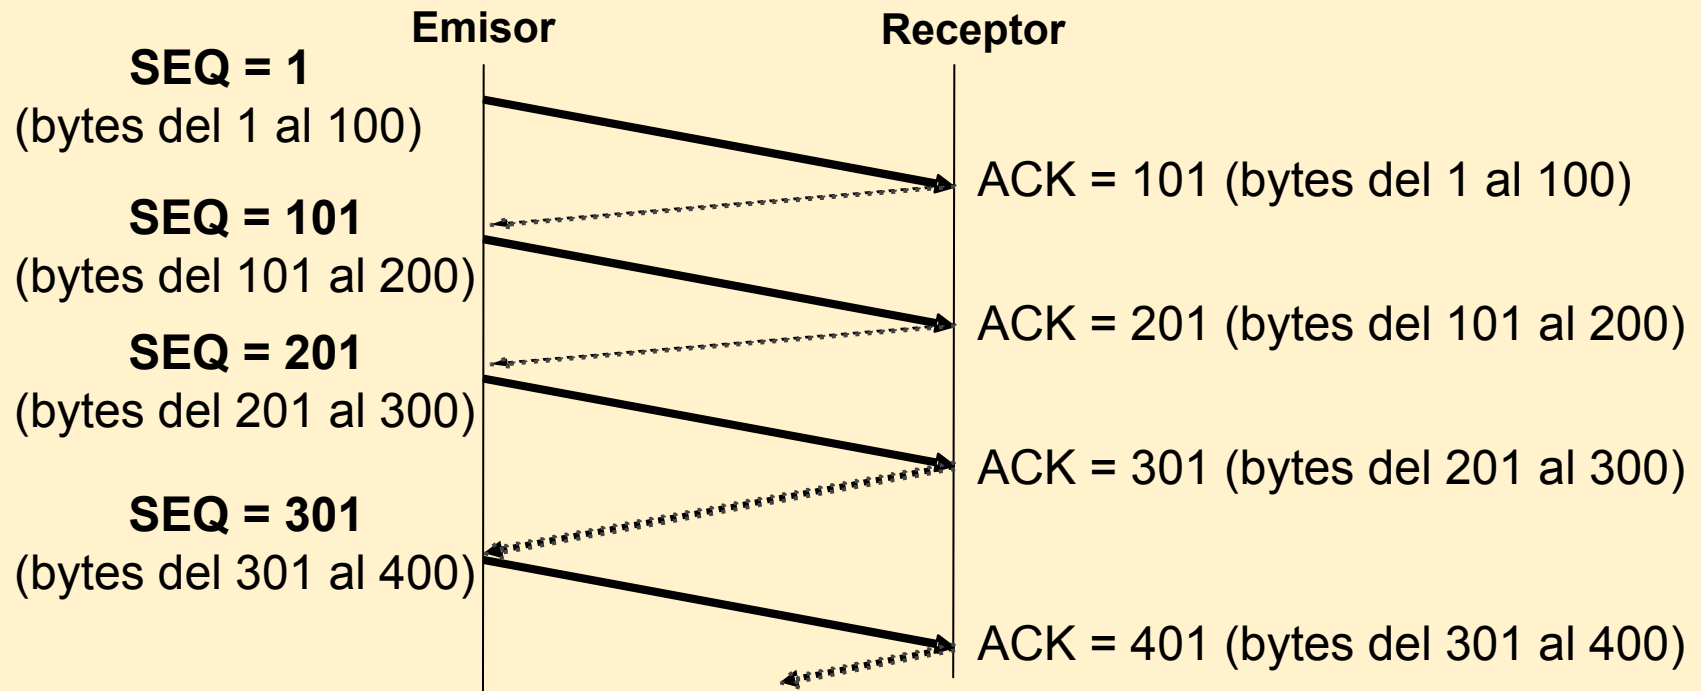 Emisor
Receptor
SEQ = 1
(bytes del 1 al 100)
ACK = 101 (bytes del 1 al 100)
SEQ = 101
(bytes del 101 al 200)
ACK = 201 (bytes del 101 al 200)
SEQ = 201
(bytes del 201 al 300)
ACK = 301 (bytes del 201 al 300)
SEQ = 301
(bytes del 301 al 400)
ACK = 401 (bytes del 301 al 400)